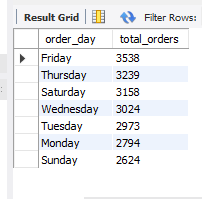 Result Grid Filter Rows:
order_day total_orders
Friday 3538
Thursday 3239
Saturday 3158
Wednesday 3024
Tuesday 2973
Monday 2794
Sunday 2624